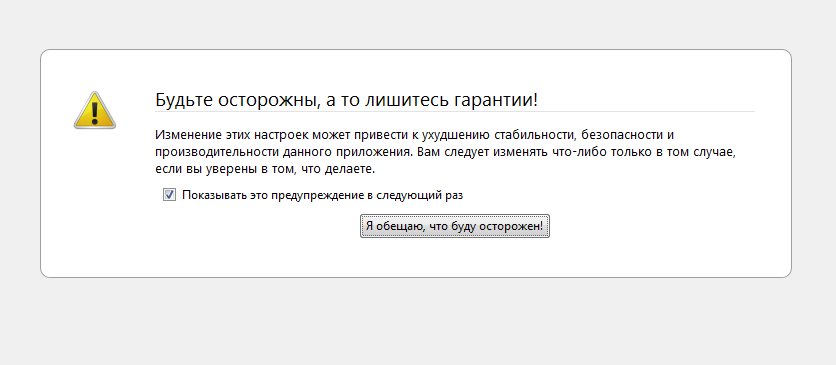 Будьте осторожны, а то лишитесь гарантии!
Изменение этих настроек может привести к ухудшению стабильности, безопасности и
производительности данного приложения. Вам следует изменять что-либо только в том случае,
если вы уверены в том, что делаете.
Показывать это предупреждение в следующий раз
Я обещаю, что буду осторожен!